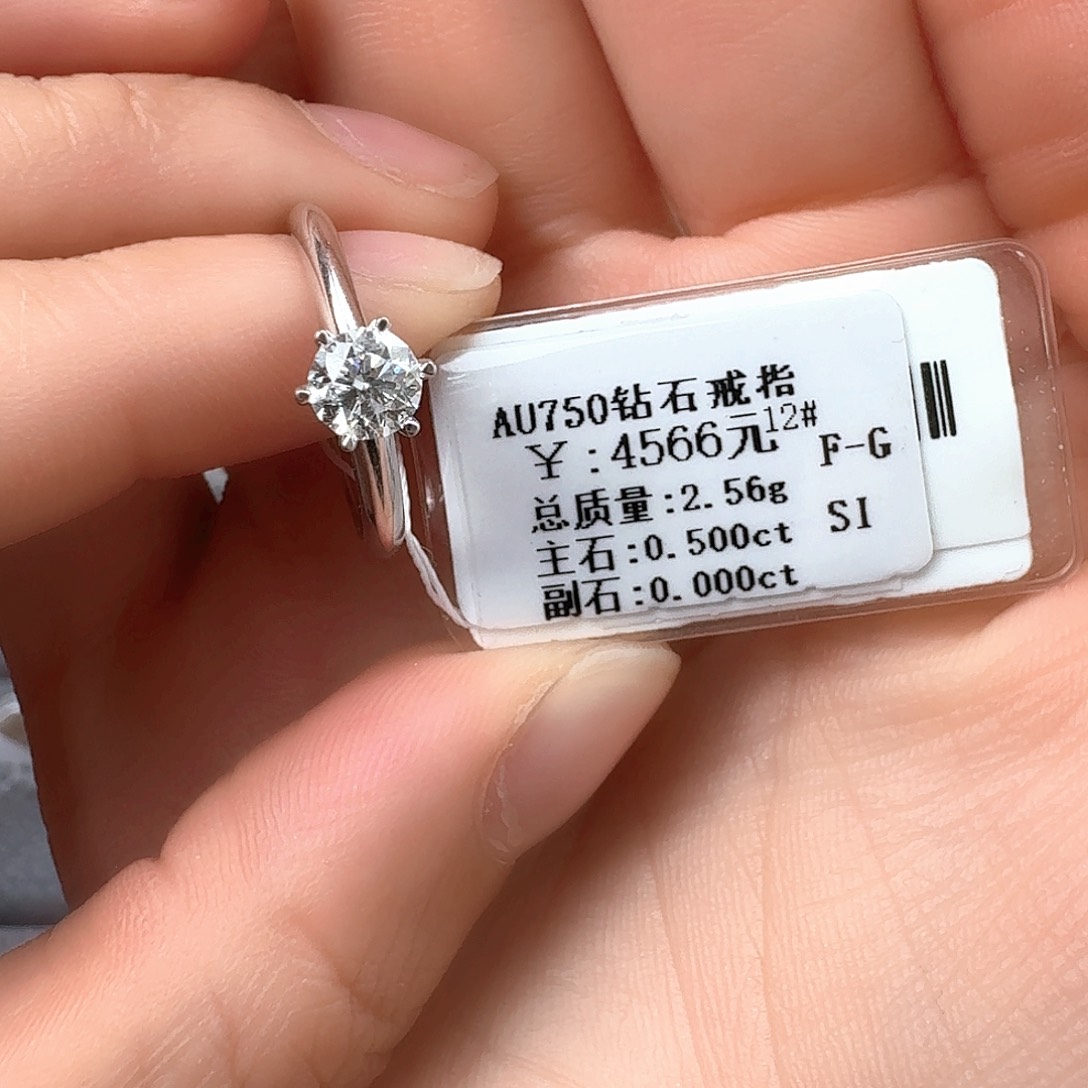 AU750钻石戒指
￥:4566元12#
F-G
总质量:2.56g
SI
主石:0.500ct
副石:0.000ct